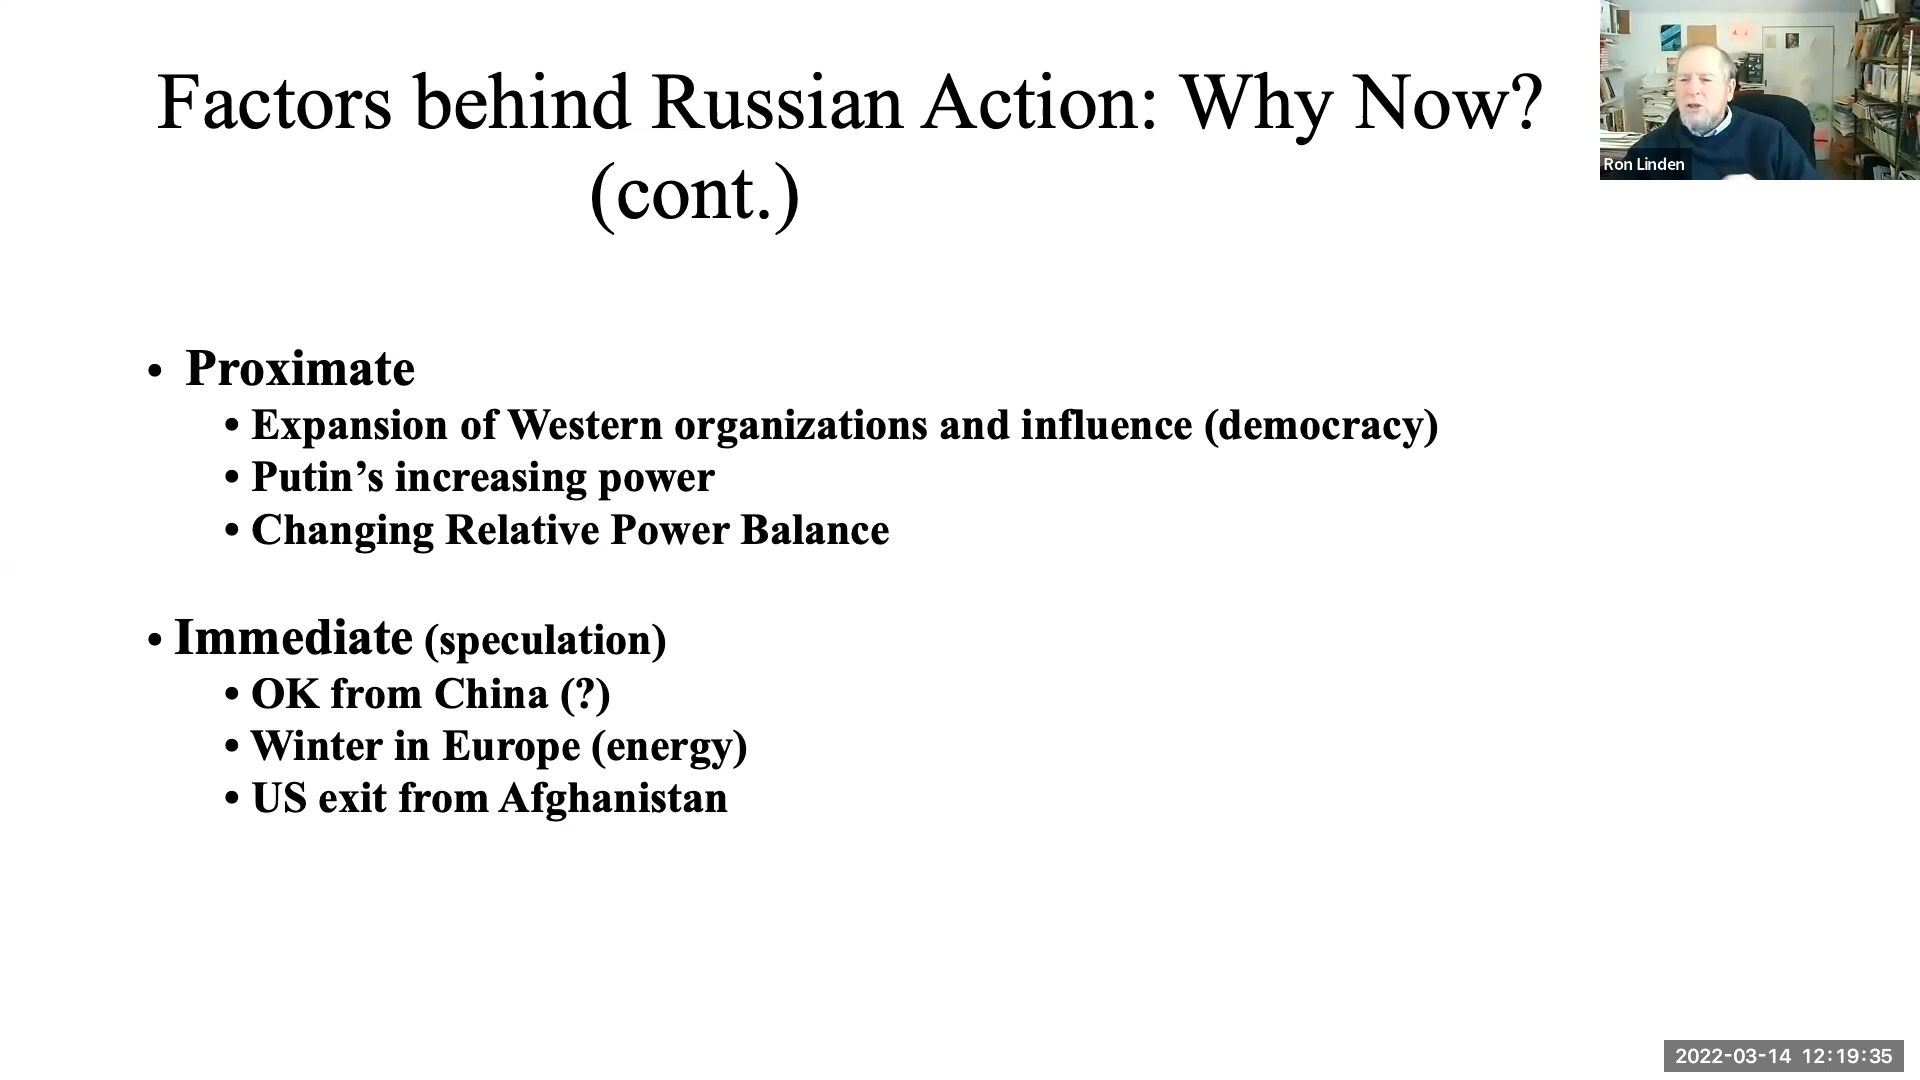 Factors behind Russian Action: Why Now?
(cont.)
Ron Linden
• Proximate
• Expansion of Western organizations and influence (democracy)
• Putin’s increasing power
• Changing Relative Power Balance
• Immediate (speculation)
• OK from China (?)
• Winter in Europe (energy)
• US exit from Afghanistan
2022-03-14 12:19:35